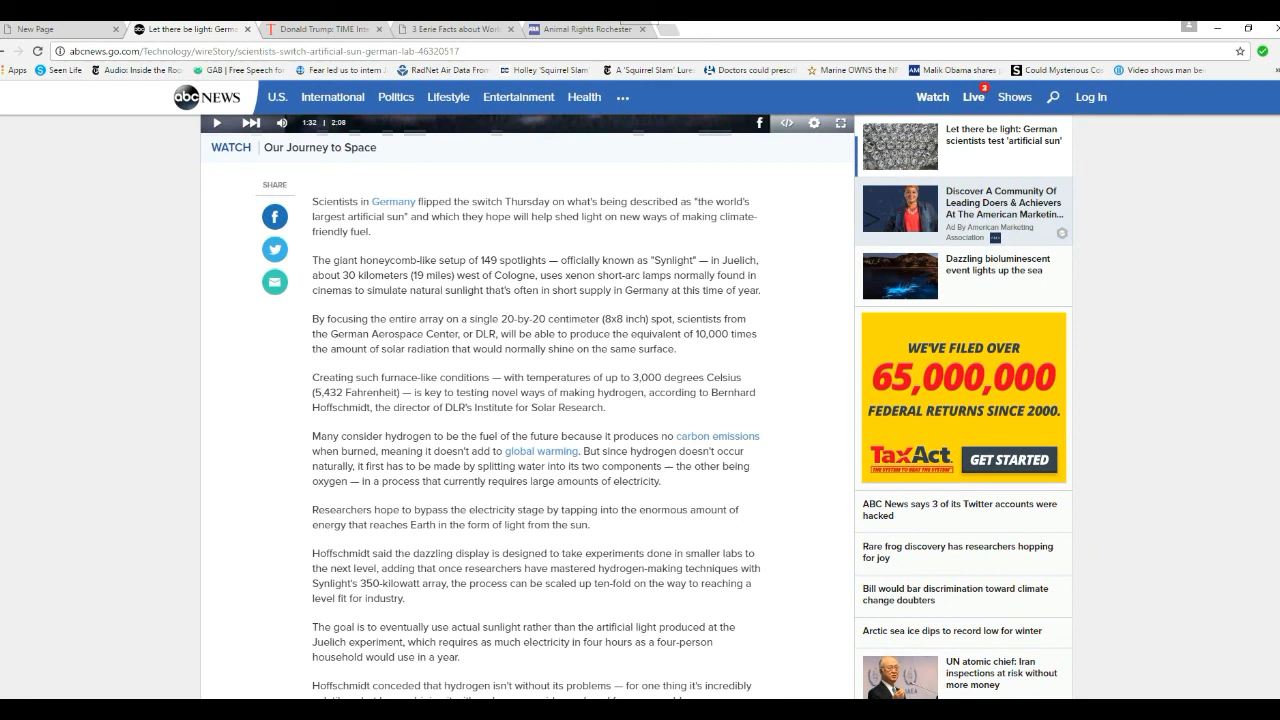 New Page
Let there be light: Germa
Donald Trump: TIME Inte
3 Eerie Facts about Worl
Animal Rights Rochester
abcnews.go.com/Technology/wireStory/scientists-switch-artificial-sun-german-lab-46320517
Apps
Seen Life
Audio: Inside the Roo
GAB | Free Speech for
Fear led us to intern J
RadNet Air Data From
Holley 'Squirrel Slam'
A 'Squirrel Slam' Lures
Doctors could prescri
Marine OWNS the NF
Malik Obama shares p
Could Mysterious Cos
Video shows man bei
abc NEWS
U.S.
International
Politics
Lifestyle
Entertainment
Health
•••
Watch
Live
3
Shows
Log In
1:32 | 2:08
WATCH | Our Journey to Space
SHARE
Scientists in Germany flipped the switch Thursday on what's being described as "the world's
largest artificial sun" and which they hope will help shed light on new ways of making climate-
friendly fuel.
The giant honeycomb-like setup of 149 spotlights — officially known as "Synlight" — in Juelich,
about 30 kilometers (19 miles) west of Cologne, uses xenon short-arc lamps normally found in
cinemas to simulate natural sunlight that's often in short supply in Germany at this time of year.
By focusing the entire array on a single 20-by-20 centimeter (8x8 inch) spot, scientists from
the German Aerospace Center, or DLR, will be able to produce the equivalent of 10,000 times
the amount of solar radiation that would normally shine on the same surface.
Creating such furnace-like conditions — with temperatures of up to 3,000 degrees Celsius
(5,432 Fahrenheit) — is key to testing novel ways of making hydrogen, according to Bernhard
Hoffschmidt, the director of DLR's Institute for Solar Research.
Many consider hydrogen to be the fuel of the future because it produces no carbon emissions
when burned, meaning it doesn't add to global warming. But since hydrogen doesn't occur
naturally, it first has to be made by splitting water into its two components — the other being
oxygen — in a process that currently requires large amounts of electricity.
Researchers hope to bypass the electricity stage by tapping into the enormous amount of
energy that reaches Earth in the form of light from the sun.
Hoffschmidt said the dazzling display is designed to take experiments done in smaller labs to
the next level, adding that once researchers have mastered hydrogen-making techniques with
Synlight's 350-kilowatt array, the process can be scaled up ten-fold on the way to reaching a
level fit for industry.
The goal is to eventually use actual sunlight rather than the artificial light produced at the
Juelich experiment, which requires as much electricity in four hours as a four-person
household would use in a year.
Hoffschmidt conceded that hydrogen isn't without its problems — for one thing it's incredibly
Let there be light: German
scientists test 'artificial sun'
Discover A Community Of
Leading Doers & Achievers
At The American Marketin...
Ad By American Marketing
Association
Dazzling bioluminescent
event lights up the sea
WE'VE FILED OVER
65,000,000
FEDERAL RETURNS SINCE 2000.
TaxAct
GET STARTED
ABC News says 3 of its Twitter accounts were
hacked
Rare frog discovery has researchers hopping
for joy
Bill would bar discrimination toward climate
change doubters
Arctic sea ice dips to record low for winter
UN atomic chief: Iran
inspections at risk without
more money